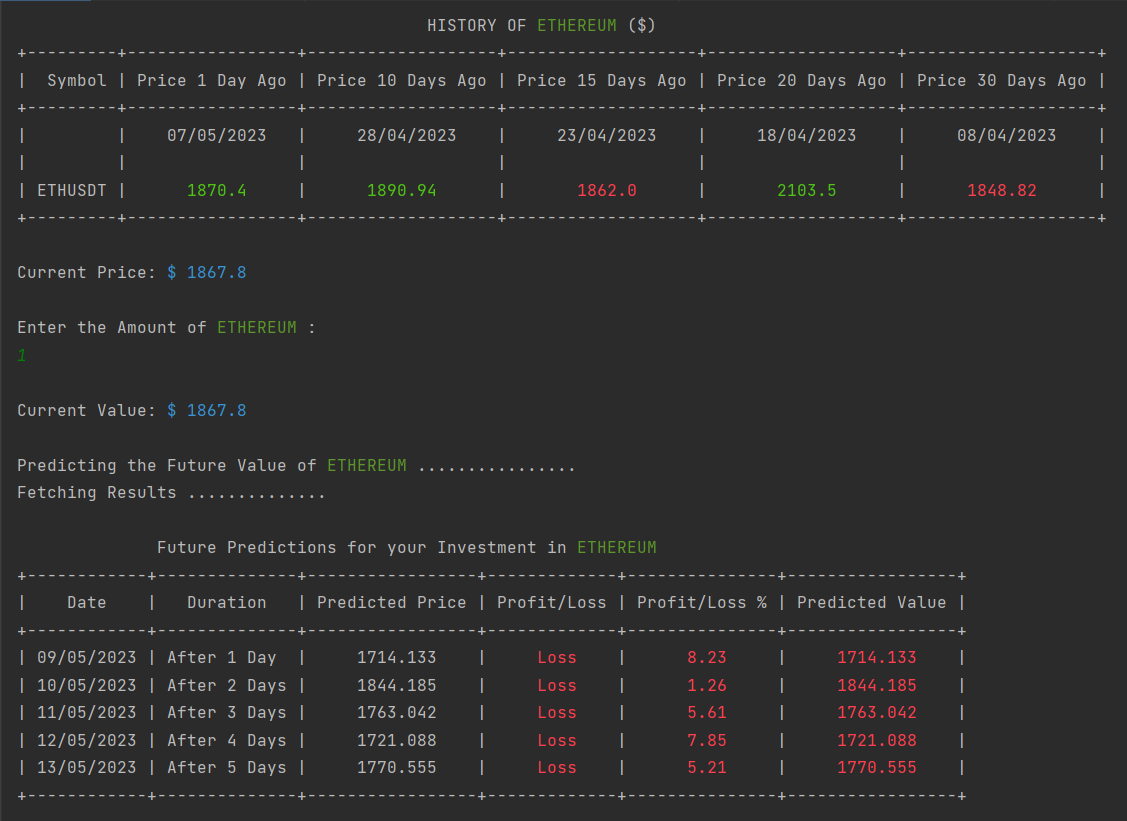 HISTORY OF ETHEREUM ($)
+---------+-----------------+-------------------+-------------------+-------------------+-------------------+
|  Symbol | Price 1 Day Ago | Price 10 Days Ago | Price 15 Days Ago | Price 20 Days Ago | Price 30 Days Ago |
+---------+-----------------+-------------------+-------------------+-------------------+-------------------+
|         |    07/05/2023   |     28/04/2023    |     23/04/2023    |     18/04/2023    |     08/04/2023    |
|         |                 |                   |                   |                   |                   |
| ETHUSDT |      1870.4     |      1890.94      |       1862.0      |       2103.5      |      1848.82      |
+---------+-----------------+-------------------+-------------------+-------------------+-------------------+
Current Price: $ 1867.8
Enter the Amount of ETHEREUM :
1
Current Value: $ 1867.8
Predicting the Future Value of ETHEREUM ................
Fetching Results ..............
Future Predictions for your Investment in ETHEREUM
+------------+--------------+-----------------+-------------+---------------+-----------------+
|    Date    |   Duration   | Predicted Price | Profit/Loss | Profit/Loss % | Predicted Value |
+------------+--------------+-----------------+-------------+---------------+-----------------+
| 09/05/2023 | After 1 Day  |     1714.133    |     Loss    |      8.23     |     1714.133    |
| 10/05/2023 | After 2 Days |     1844.185    |     Loss    |      1.26     |     1844.185    |
| 11/05/2023 | After 3 Days |     1763.042    |     Loss    |      5.61     |     1763.042    |
| 12/05/2023 | After 4 Days |     1721.088    |     Loss    |      7.85     |     1721.088    |
| 13/05/2023 | After 5 Days |     1770.555    |     Loss    |      5.21     |     1770.555    |
+------------+--------------+-----------------+-------------+---------------+-----------------+